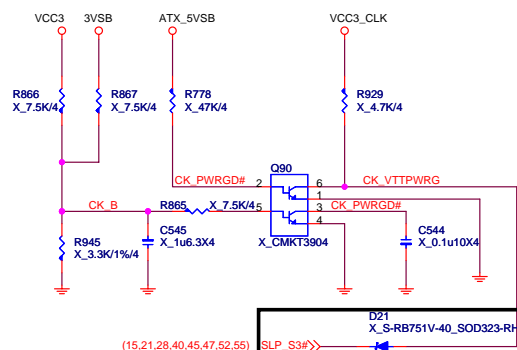 VCC3 3VSB ATX_5VSB VCC3_CLK
R866
X_7.5K/4
R867
X_7.5K/4
R778
X_47K/4
R929
X_4.7K/4
Q90
CK_PWRGD# 2 6 CK_VTTPWRG
1
CK_B R865 X_7.5K/4 5 3 CK_PWRGD#
4
R945
X_3.3K/1%/4
C545
X_1u6.3X4
X_CMKT3904
C544
X_0.1u10X4
D21
X_S-RB751V-40_SOD323-RH
(15,21,28,40,45,47,52,55) SLP_S3#